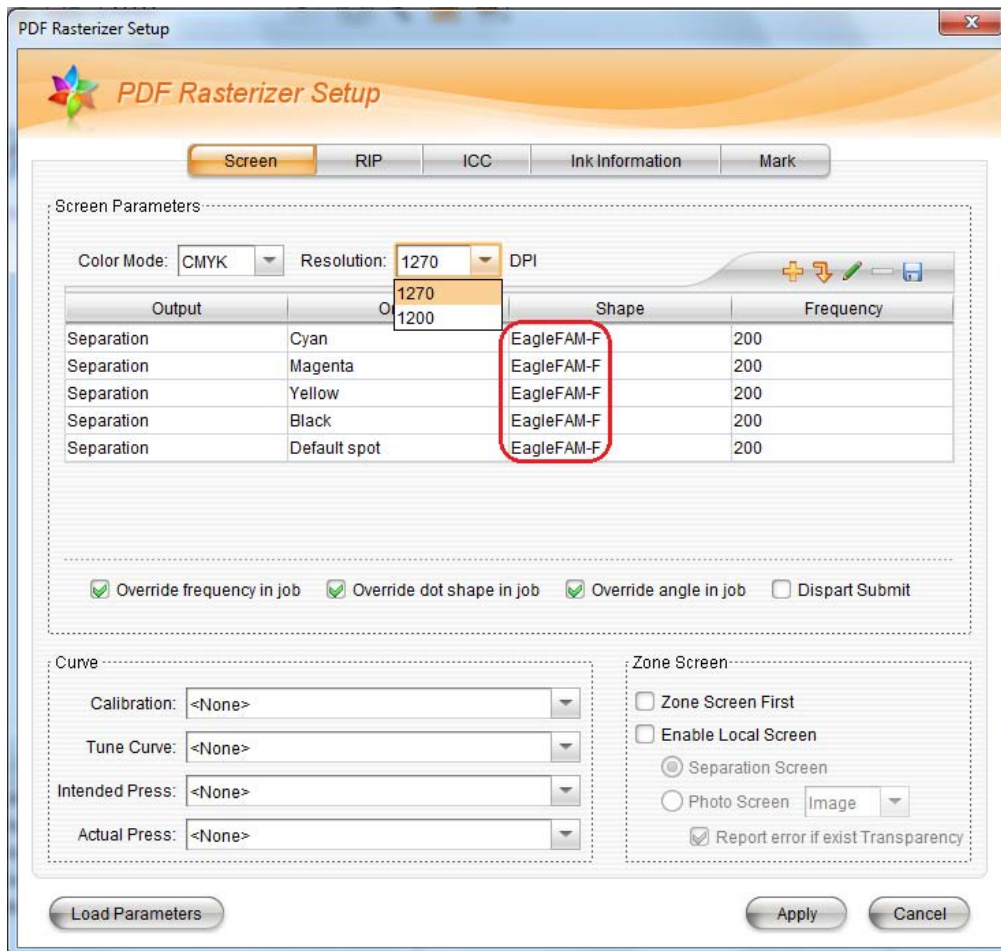 PDF Rasterizer Setup
PDF Rasterizer Setup
Screen RIP ICC Ink Information Mark
Screen Parameters
Color Mode: CMYK Resolution: 1270 DPI
1270
1200
Output Shape Frequency
Separation Cyan EagleFAM-F 200
Separation Magenta EagleFAM-F 200
Separation Yellow EagleFAM-F 200
Separation Black EagleFAM-F 200
Separation Default spot EagleFAM-F 200
Override frequency in job Override dot shape in job Override angle in job Dispart Submit
Curve
Calibration: <None>
Tune Curve: <None>
Intended Press: <None>
Actual Press: <None>
Zone Screen
Zone Screen First
Enable Local Screen
Separation Screen
Photo Screen Image
Report error if exist Transparency
Load Parameters Apply Cancel